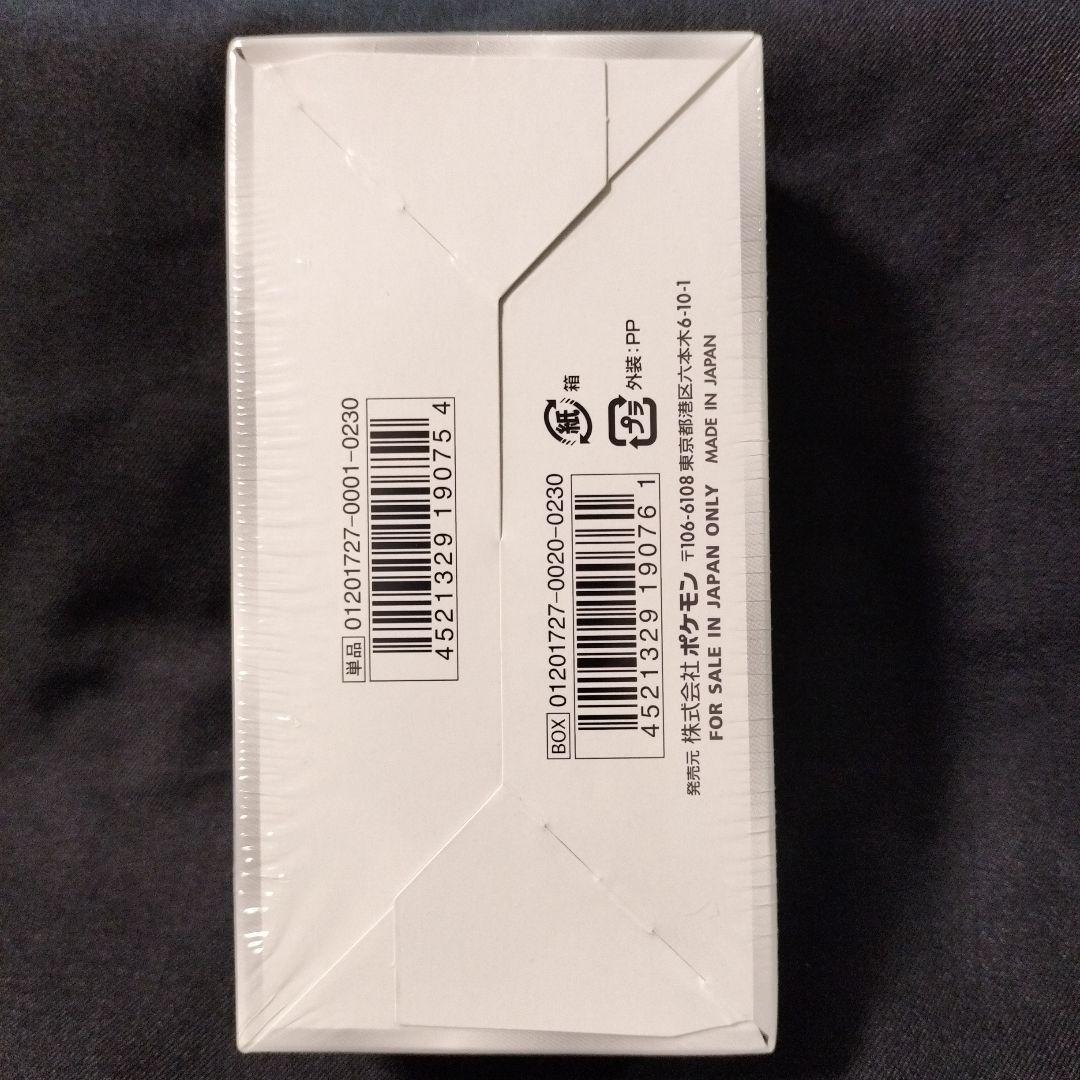 単品 01201727-0001-0230
4521329 19075 4
BOX 01201727-0020-0230
4521329 190761
紙 箱
プラ 外装:PP
発売元 株式会社 ポケモン 〒106-6108 東京都港区六本木6-10-1
FOR SALE IN JAPAN ONLY MADE IN JAPAN